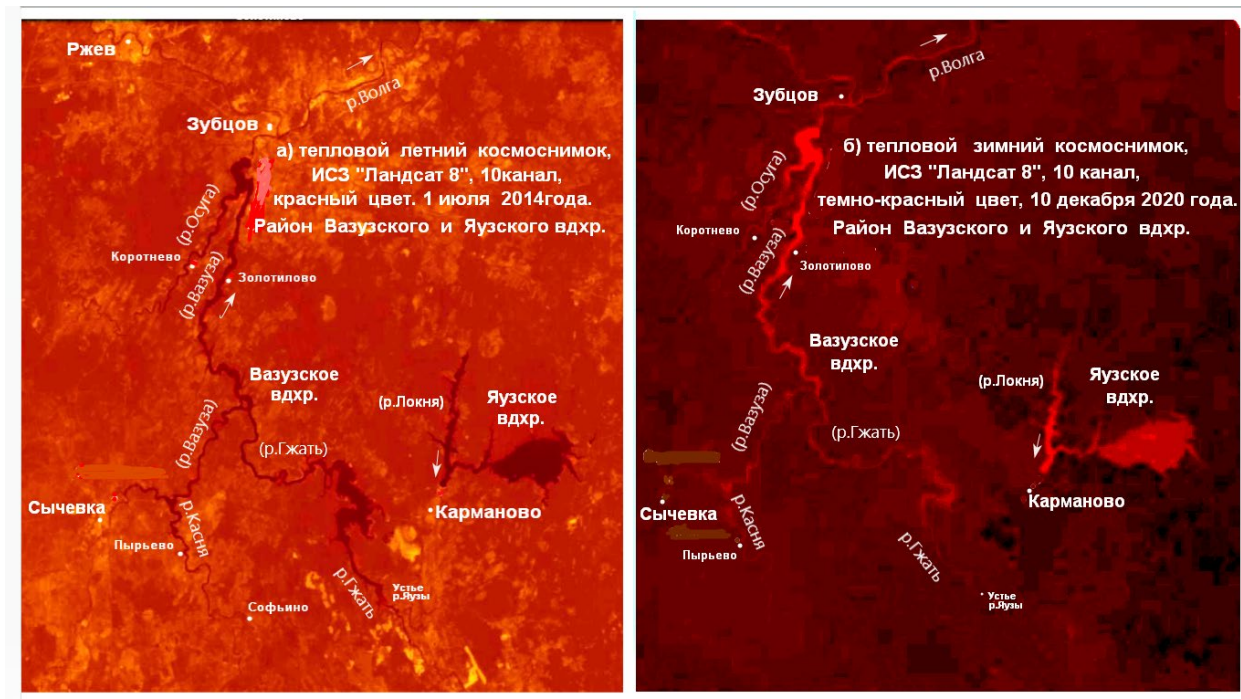 Ржев
р.Волга
Зубцов
а) тепловой летний космоснимок,
ИСЗ "Ландсат 8", 10канал,
красный цвет. 1 июля 2014года.
Район Вазузского и Яузского вдхр.
(р.Осуга)
Коротнево
(р.Вазуза)
Золотилово
Вазузское
вдхр.
(р.Локня)
Яузское
вдхр.
(р.Вазуза)
(р.Гжать)
Сычевка
р.Касня
Карманово
Пырьево
р.Гжать
Устье
р.Яузы
Софьино
р.Волга
Зубцов
б) тепловой зимний космоснимок,
ИСЗ "Ландсат 8", 10 канал,
темно-красный цвет, 10 декабря 2020 года.
Район Вазузского и Яузского вдхр.
(р.Осуга)
Коротнево
(р.Вазуза)
Золотилово
Вазузское
вдхр.
(р.Локня)
Яузское
вдхр.
(р.Вазуза)
(р.Гжать)
Сычевка
р.Касня
Карманово
Пырьево
р.Гжать
Устье
р.Яузы